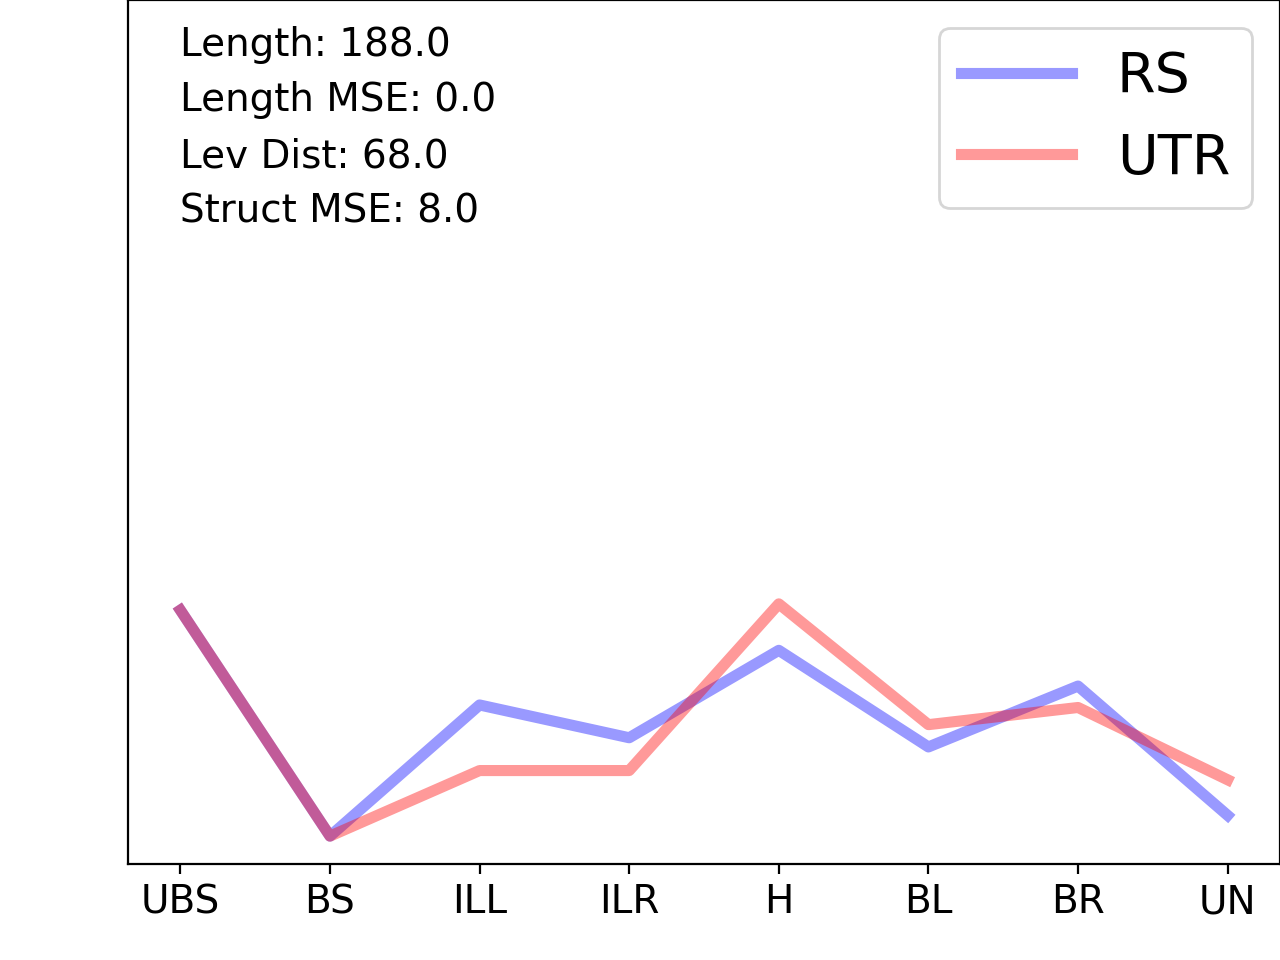 Length: 188.0
Length MSE: 0.0
Lev Dist: 68.0
Struct MSE: 8.0
RS
UTR
UBS BS ILL ILR H BL BR UN